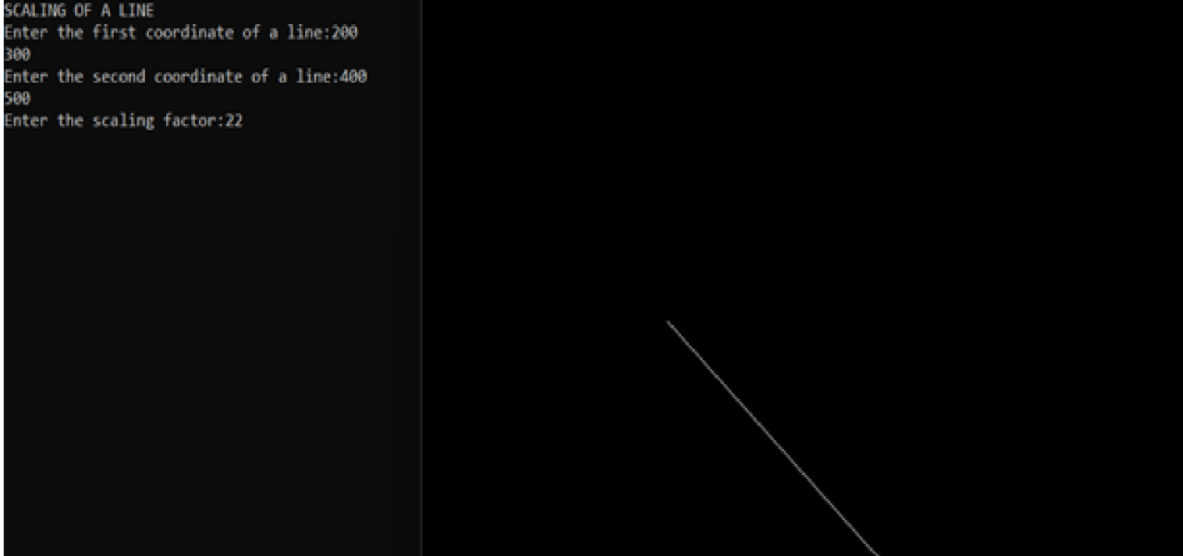 SCALING OF A LINE
Enter the first coordinate of a line:200
300
Enter the second coordinate of a line:400
500
Enter the scaling factor:22